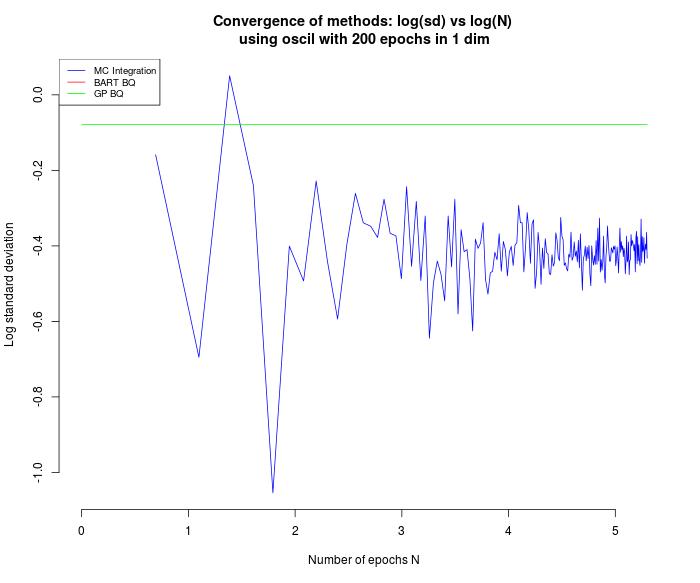 Convergence of methods: log(sd) vs log(N)
using oscil with 200 epochs in 1 dim
MC Integration
BART BQ
GP BQ
Log standard deviation
0.0
-0.2
-0.4
-0.6
-0.8
-1.0
0 1 2 3 4 5
Number of epochs N